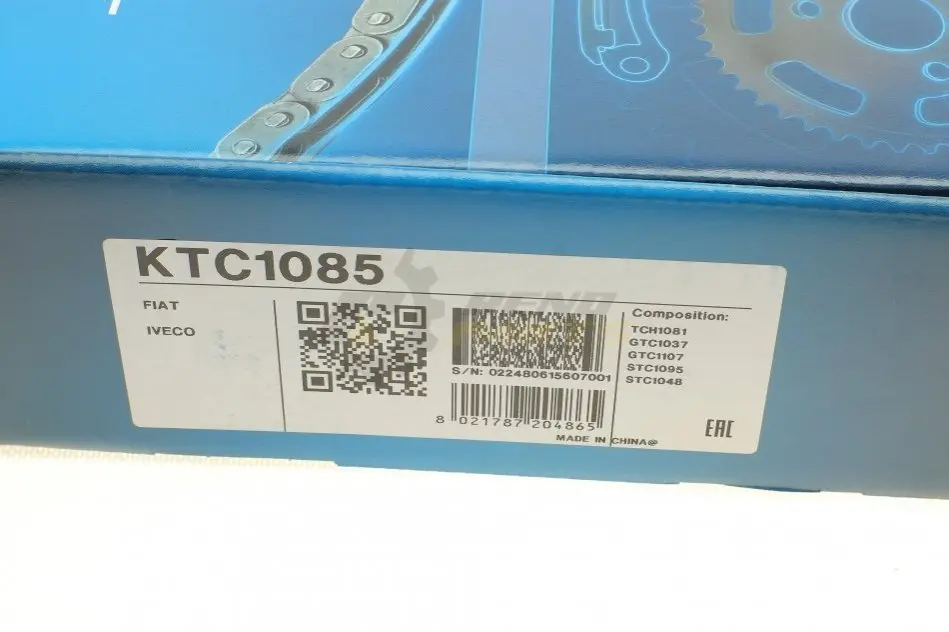 KTC1085
FIAT
IVECO
S/N: 022480615607001
8 021787 204865
MADE IN CHINA
Composition:
TCH1081
GTC1037
GTC1107
STC1095
STC1048
EAC